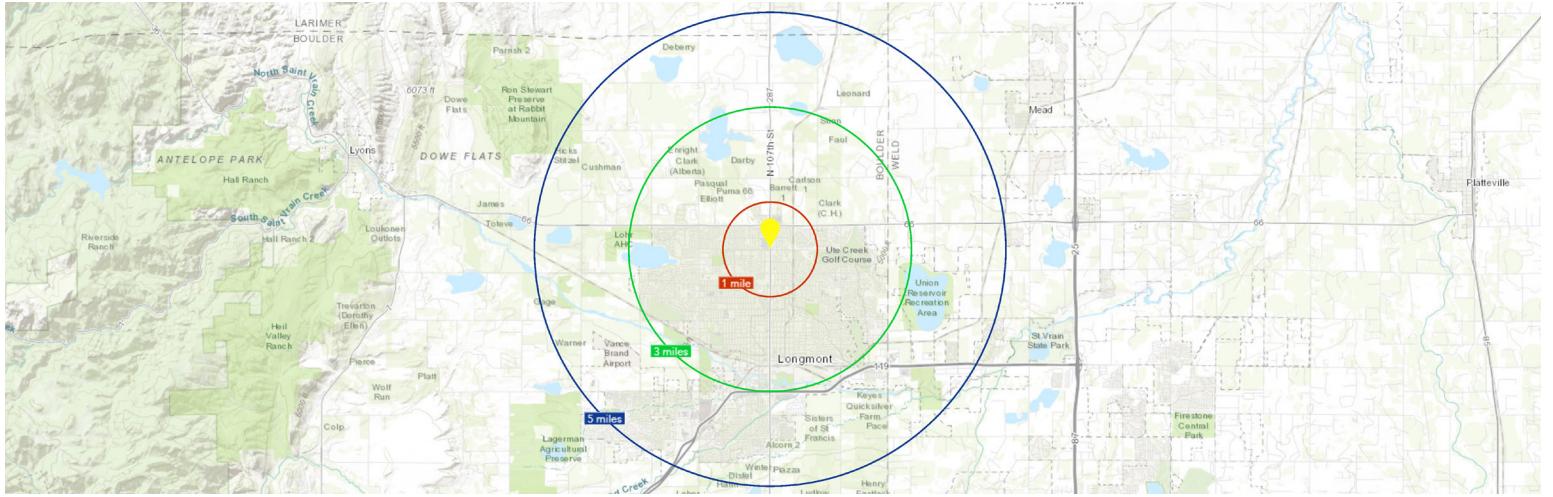 LARIMER
BOULDER
Deberry
Parrish 2
North Saint Vrain
Creek
6073 ft
Dowe
Flats
Ron Stewart
Preserve
at Rabbit
Mountain
287
Leonard
Mead
Faul
BOULDER
WELD
N 107th St
Lyons
ANTELOPE PARK
Hall Ranch
DOWE FLATS
Hicks
Stitzel
Cushman
Enright
Clark
(Alberta)
Darby
Pasqual
Elliott
Puma 66
Barrett
1
Carlson
1
Clark
(C.H.)
Platteville
South Saint Vrain Creek
James
Toteve
66
66
66
Riverside
Ranch
Hall Ranch 2
Loukonen
Outlots
Lohr
AHC
Ute Creek
Golf Course
25
1 mile
Union
Reservoir
Recreation
Area
Gage
Trevarton
(Dorothy
Ellen)
Heil
Valley
Ranch
Warner
Vance
Brand
Airport
3 miles
Longmont
St Vrain
State Park
85
119
Pierce
Platt
Wolf
Run
Keyes
Quicksilver
Farm
Pace
5 miles
Sisters
of St
Francis
Firestone
Central
Park
Colp
Lagerman
Agricultural
Preserve
Alcorn 2
87
Winter
Piazza
Distel
Creek
Ludlow
Henry